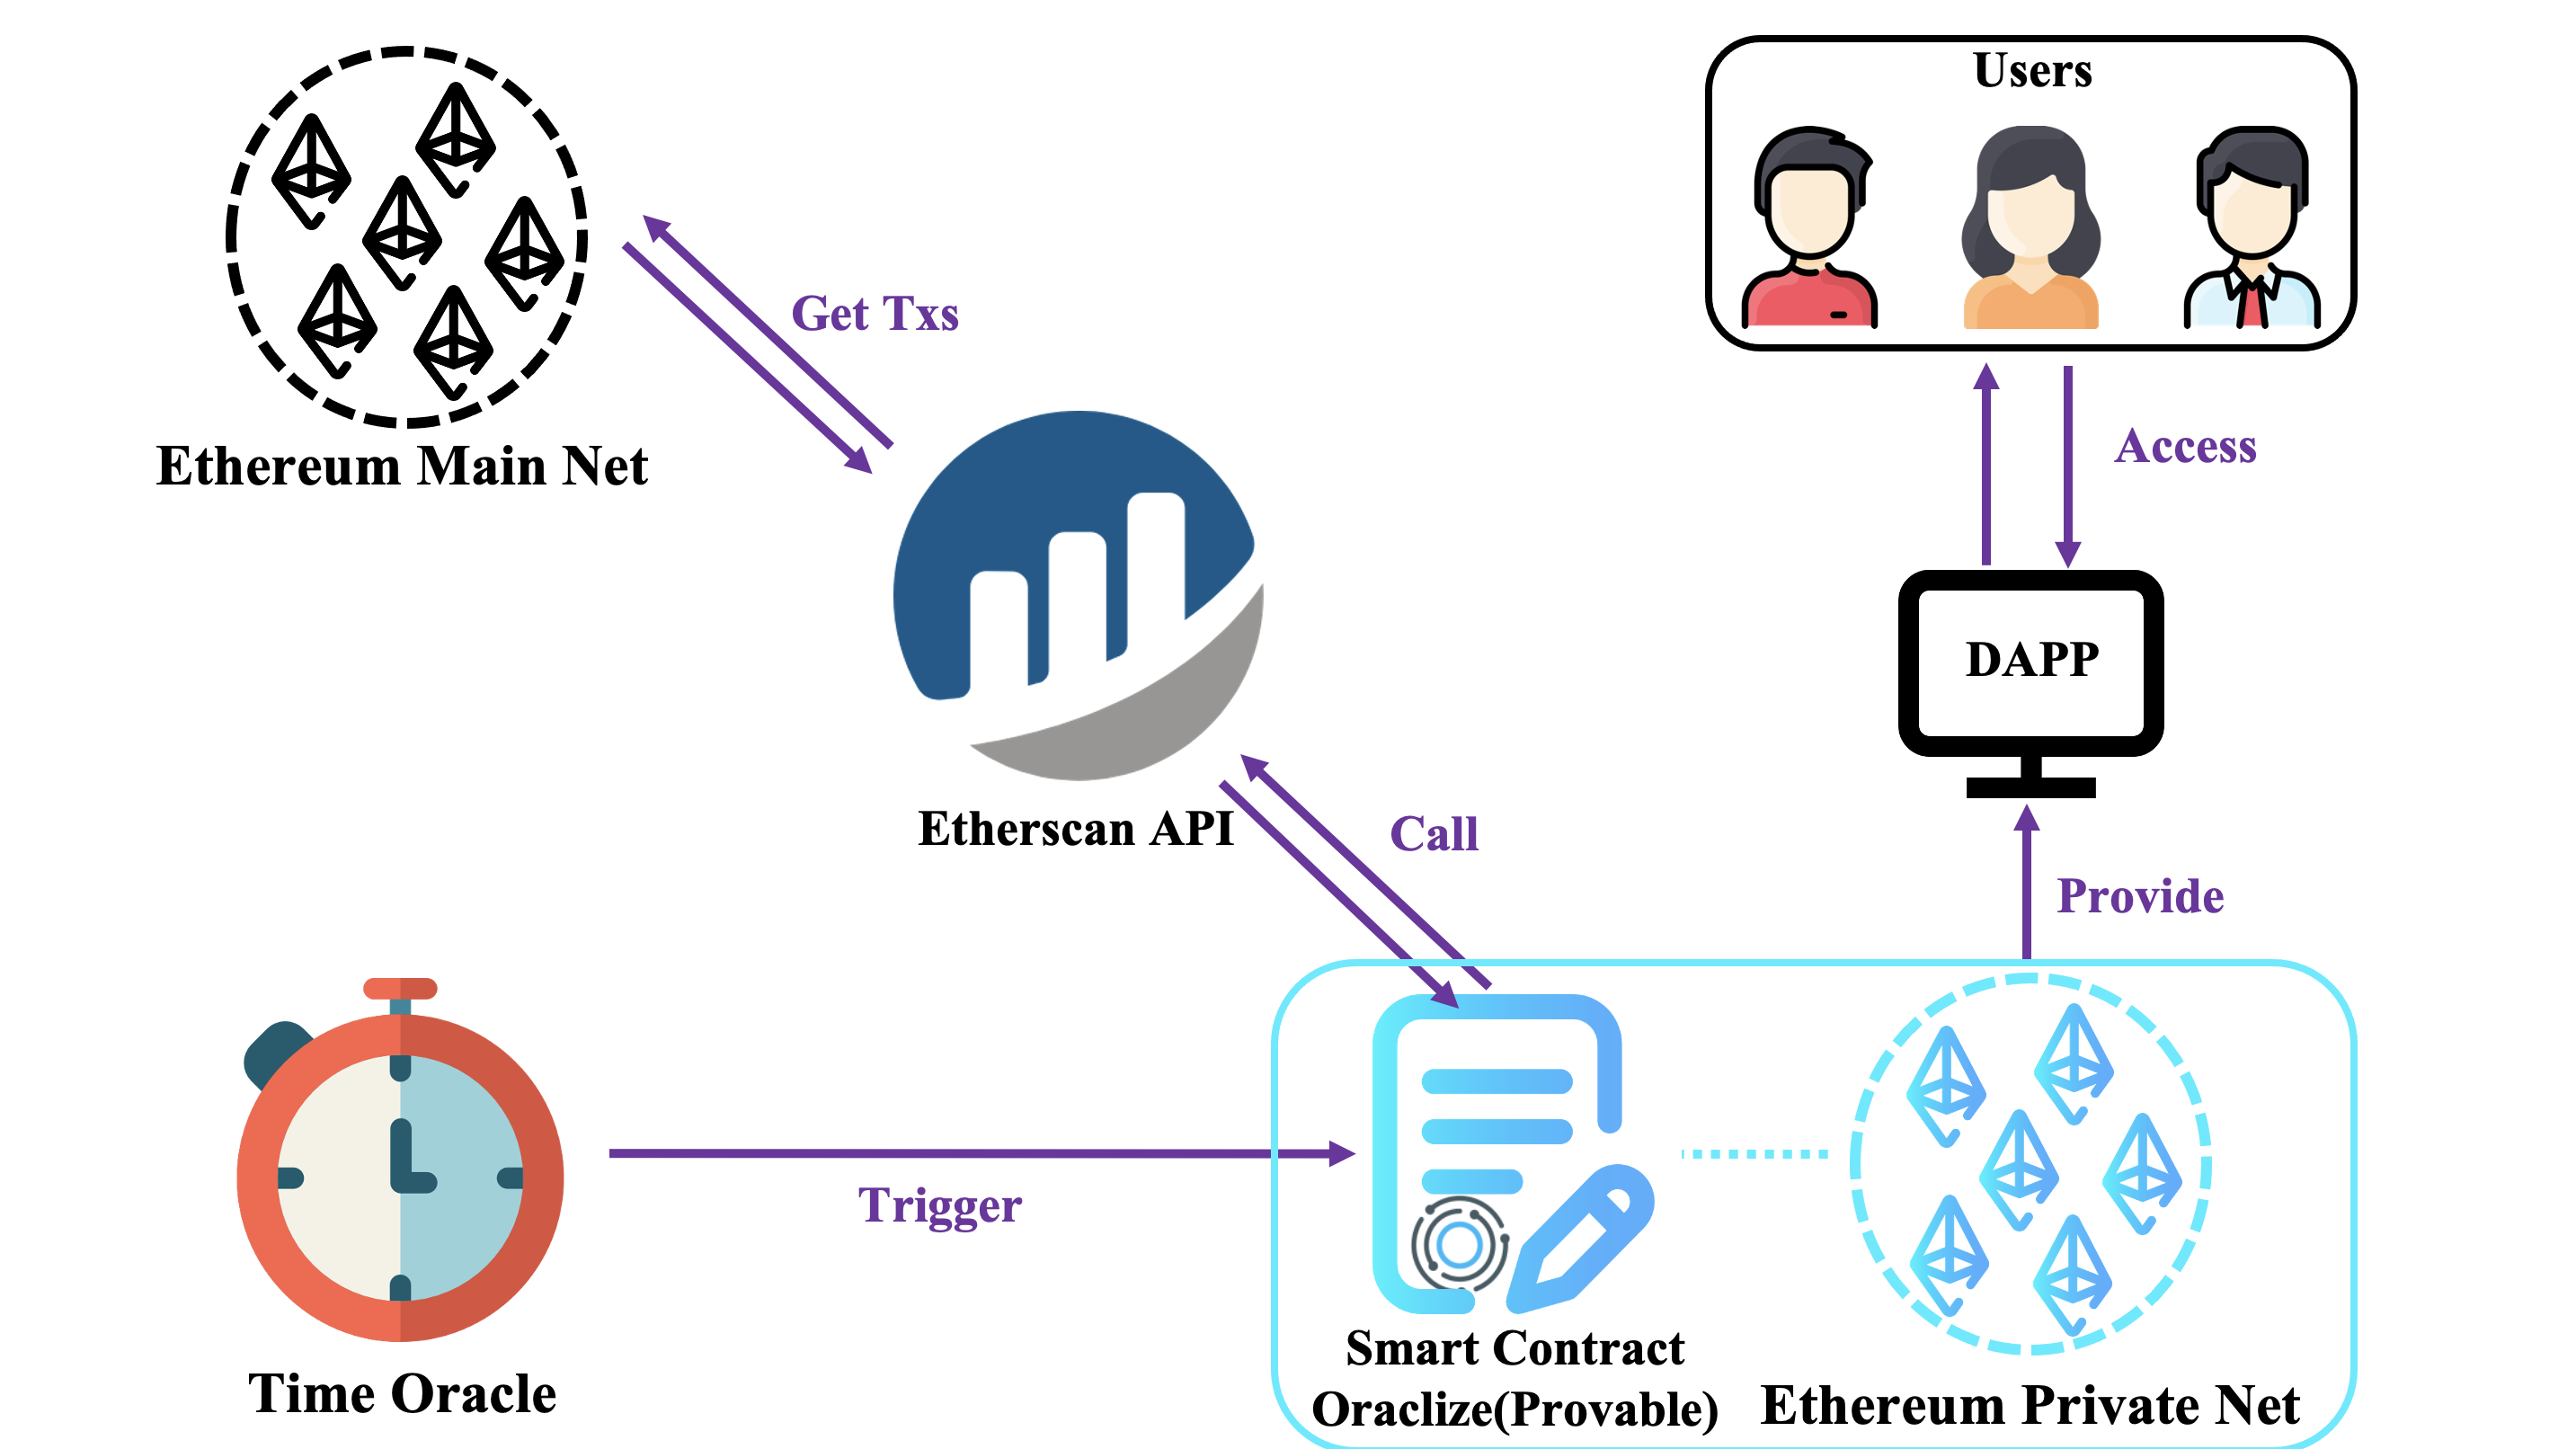 Users
Get Txs
Ethereum Main Net
Access
DAPP
Etherscan API
Call
Provide
Trigger
Smart Contract
Oraclize(Provable)
Time Oracle
Ethereum Private Net